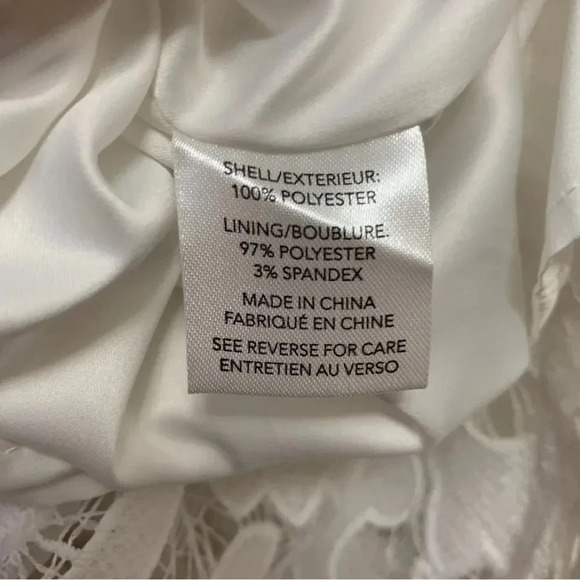 SHELL/EXTERIEUR:
100% POLYESTER
LINING/BOUBLURE:
97% POLYESTER
3% SPANDEX
MADE IN CHINA
FABRIQUÉ EN CHINE
SEE REVERSE FOR CARE
ENTRETIEN AU VERSO